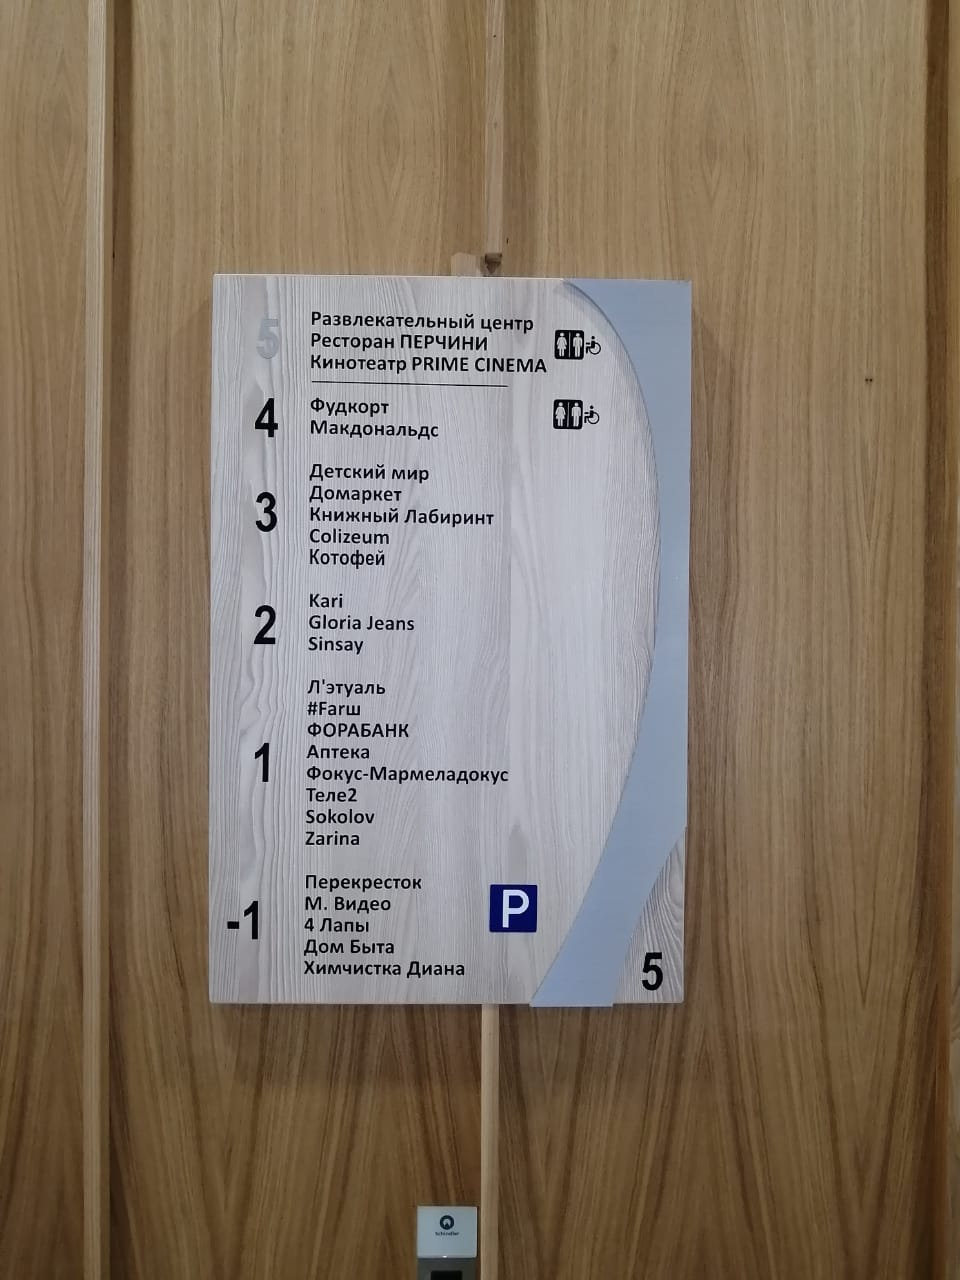 5
Развлекательный центр
Ресторан ПЕРЧИНИ
Кинотеатр PRIME CINEMA
4
Фудкорт
Макдональдс
3
Детский мир
Домаркет
Книжный Лабиринт
Colizeum
Котофей
2
Kari
Gloria Jeans
Sinsay
1
Л'этуаль
#Farш
ФОРАБАНК
Аптека
Фокус-Мармеладокус
Теле2
Sokolov
Zarina
-1
Перекресток
М. Видео
4 Лапы
Дом Быта
Химчистка Диана
P
5
Schindler